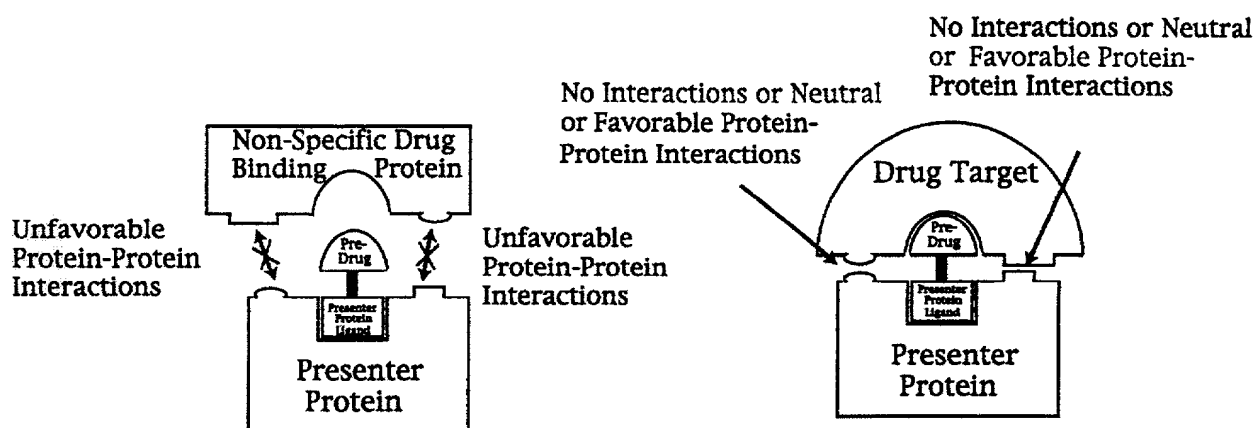 Non-Specific Drug
Binding Protein
Unfavorable
Protein-Protein
Interactions
Pre-
Drug
Unfavorable
Protein-Protein
Interactions
Presenter
Protein
Ligand
Presenter
Protein
No Interactions or Neutral
or Favorable Protein-
Protein Interactions
No Interactions or Neutral
or Favorable Protein-
Protein Interactions
Drug Target
Pre-
Drug
Presenter
Protein
Ligand
Presenter
Protein